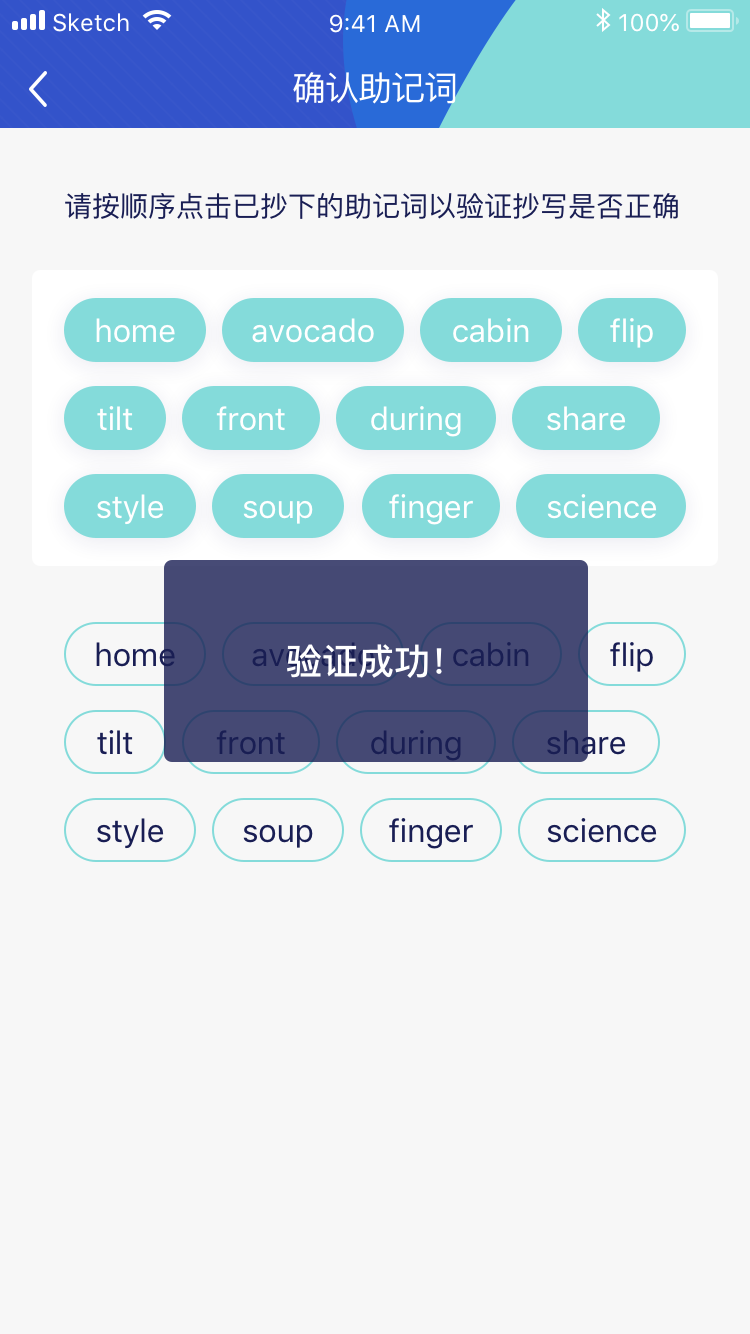 Sketch 9:41 AM 100%
确认助记词
请按顺序点击已抄下的助记词以验证抄写是否正确
home avocado cabin flip
tilt front during share
style soup finger science
home avocado cabin flip
验证成功！
tilt front during share
style soup finger science